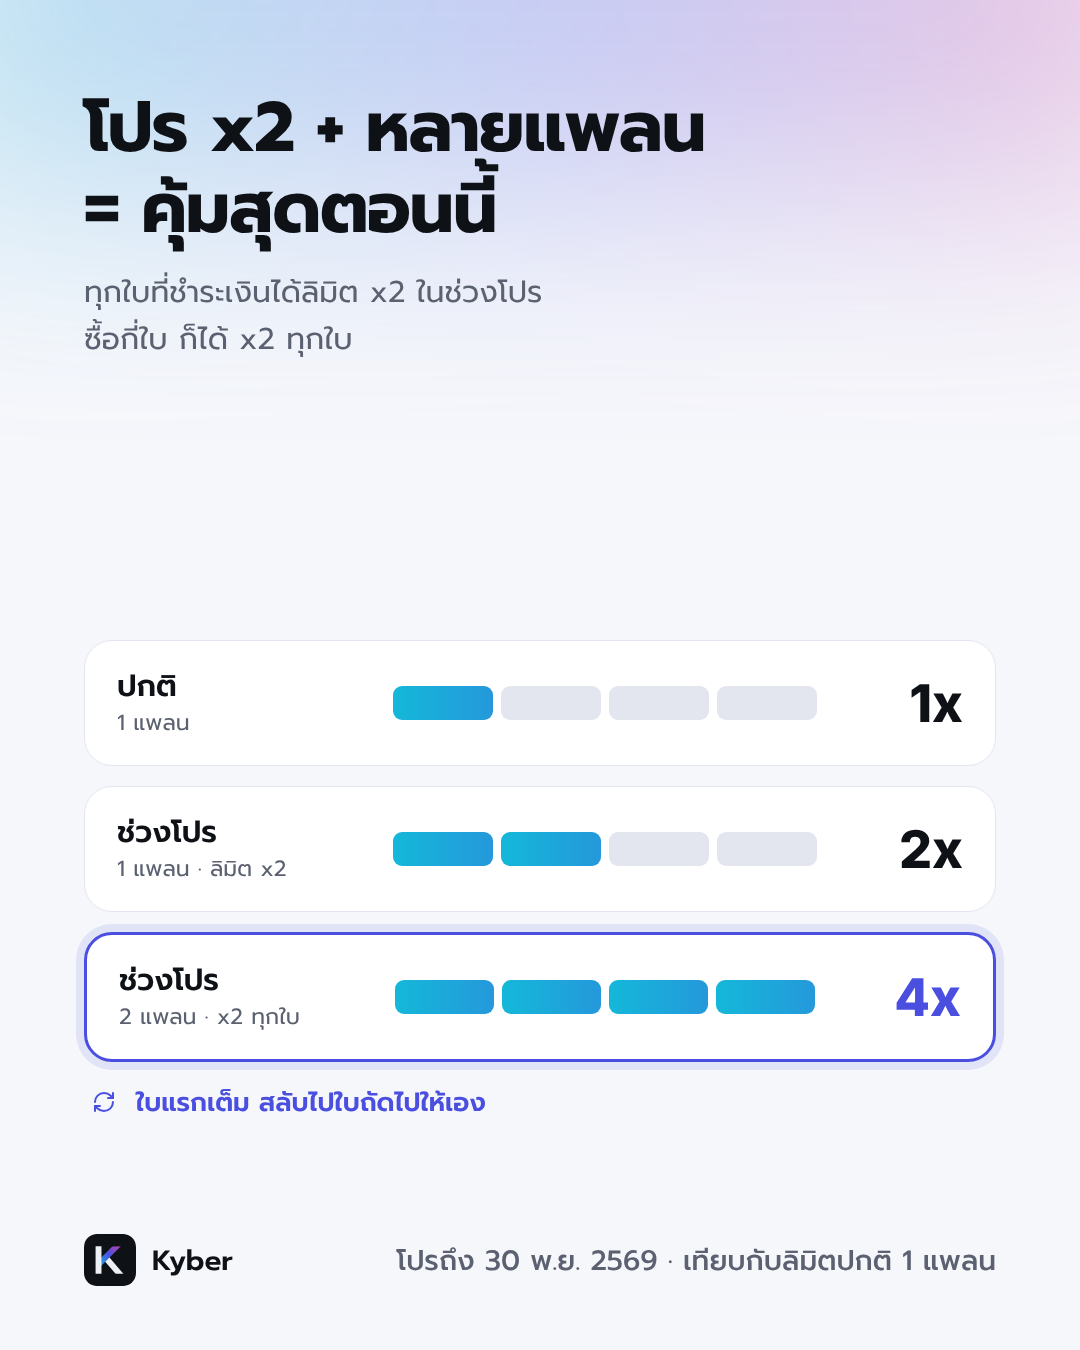 โปร x2 + หลายแพลน
= คุ้มสุดตอนนี้
ทุกใบที่ชำระเงินได้ลิมิต x2 ในช่วงโปร
ซื้อกี่ใบ ก็ได้ x2 ทุกใบ
ปกติ
1 แพลน
1x
ช่วงโปร
1 แพลน · ลิมิต x2
2x
ช่วงโปร
2 แพลน · x2 ทุกใบ
4x
ใบแรกเต็ม สลับไปใบถัดไปให้เอง
K Kyber
โปรถึง 30 พ.ย. 2569 · เทียบกับลิมิตปกติ 1 แพลน